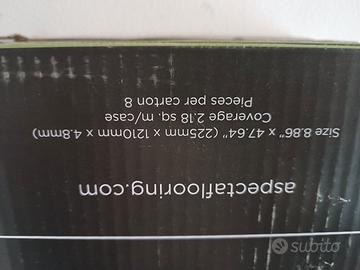 Size 8.86" x 47.64" (225mm x 1210mm x 4.8mm)
Coverage 2.18 sq. m/case
Pieces per carton 8
aspectaflooring.com
subito